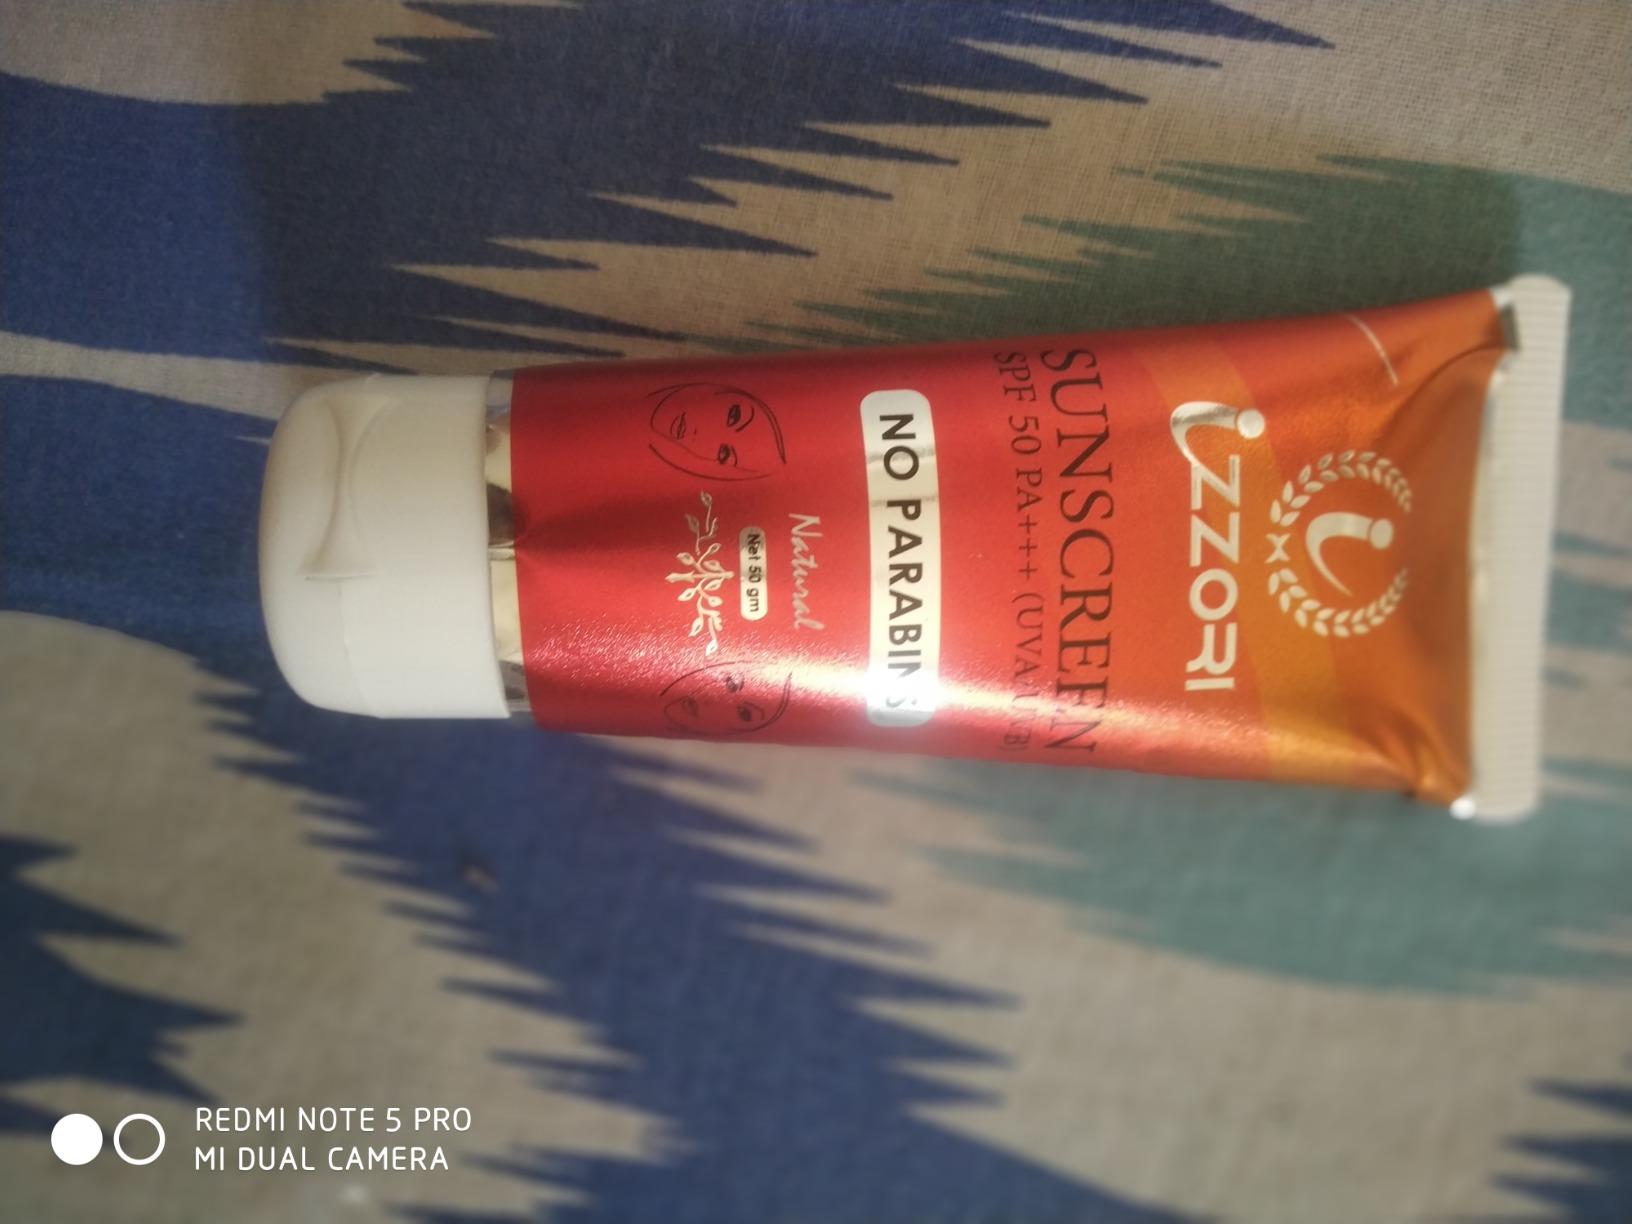 i
izzORI
SUNSCREEN
SPF 50 PA+++ (UVA UVB)
NO PARABINS
Natural
Net 50 gm
REDMI NOTE 5 PRO
MI DUAL CAMERA